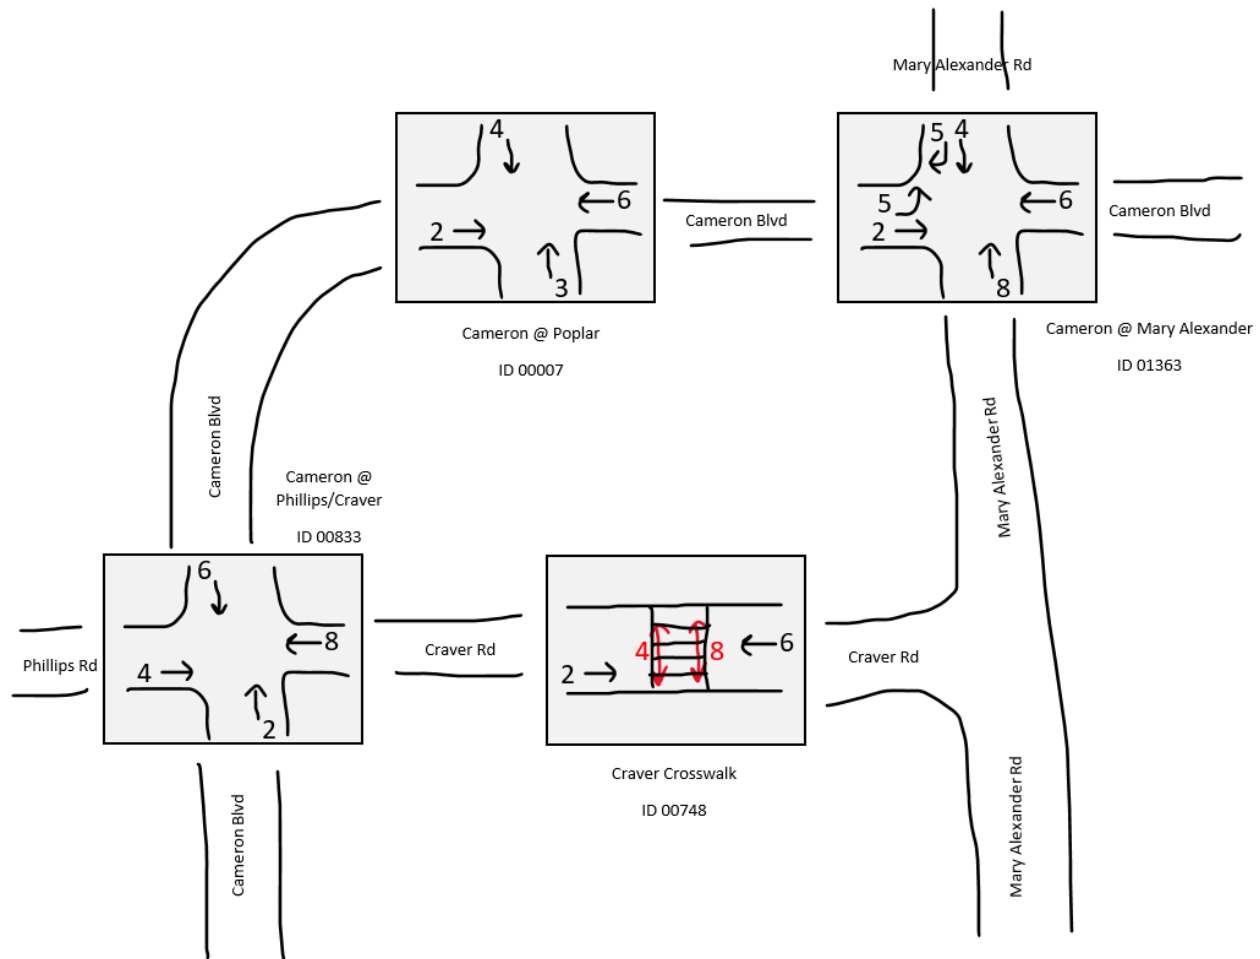 Mary Alexander Rd
4
6
2
3
5 4
5
6
2
8
Cameron Blvd
Cameron Blvd
Cameron @ Poplar
ID 00007
Cameron @ Mary Alexander
ID 01363
Cameron Blvd
Mary Alexander Rd
Cameron @
Phillips/Craver
ID 00833
6
8
4
2
Phillips Rd
Craver Rd
4
8
6
2
Craver Rd
Craver Crosswalk
ID 00748
Cameron Blvd
Mary Alexander Rd